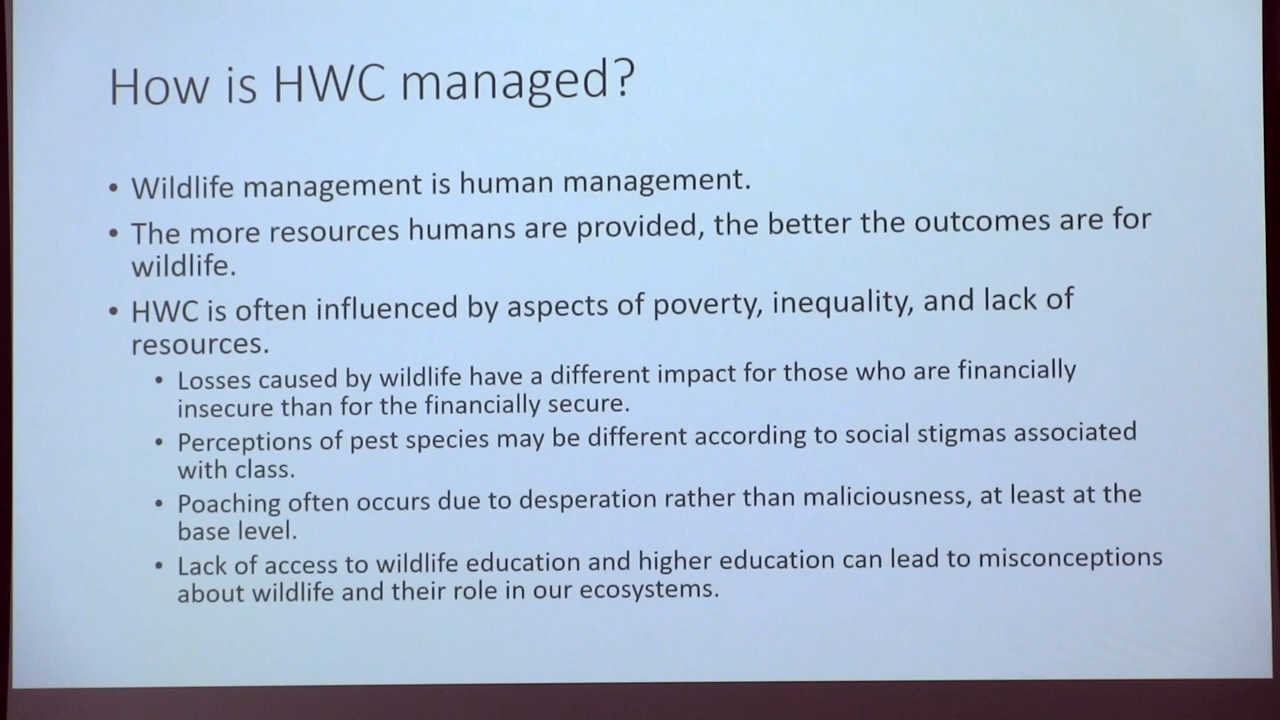 How is HWC managed?
• Wildlife management is human management.
• The more resources humans are provided, the better the outcomes are for
wildlife.
• HWC is often influenced by aspects of poverty, inequality, and lack of
resources.
• Losses caused by wildlife have a different impact for those who are financially
insecure than for the financially secure.
• Perceptions of pest species may be different according to social stigmas associated
with class.
• Poaching often occurs due to desperation rather than maliciousness, at least at the
base level.
• Lack of access to wildlife education and higher education can lead to misconceptions
about wildlife and their role in our ecosystems.